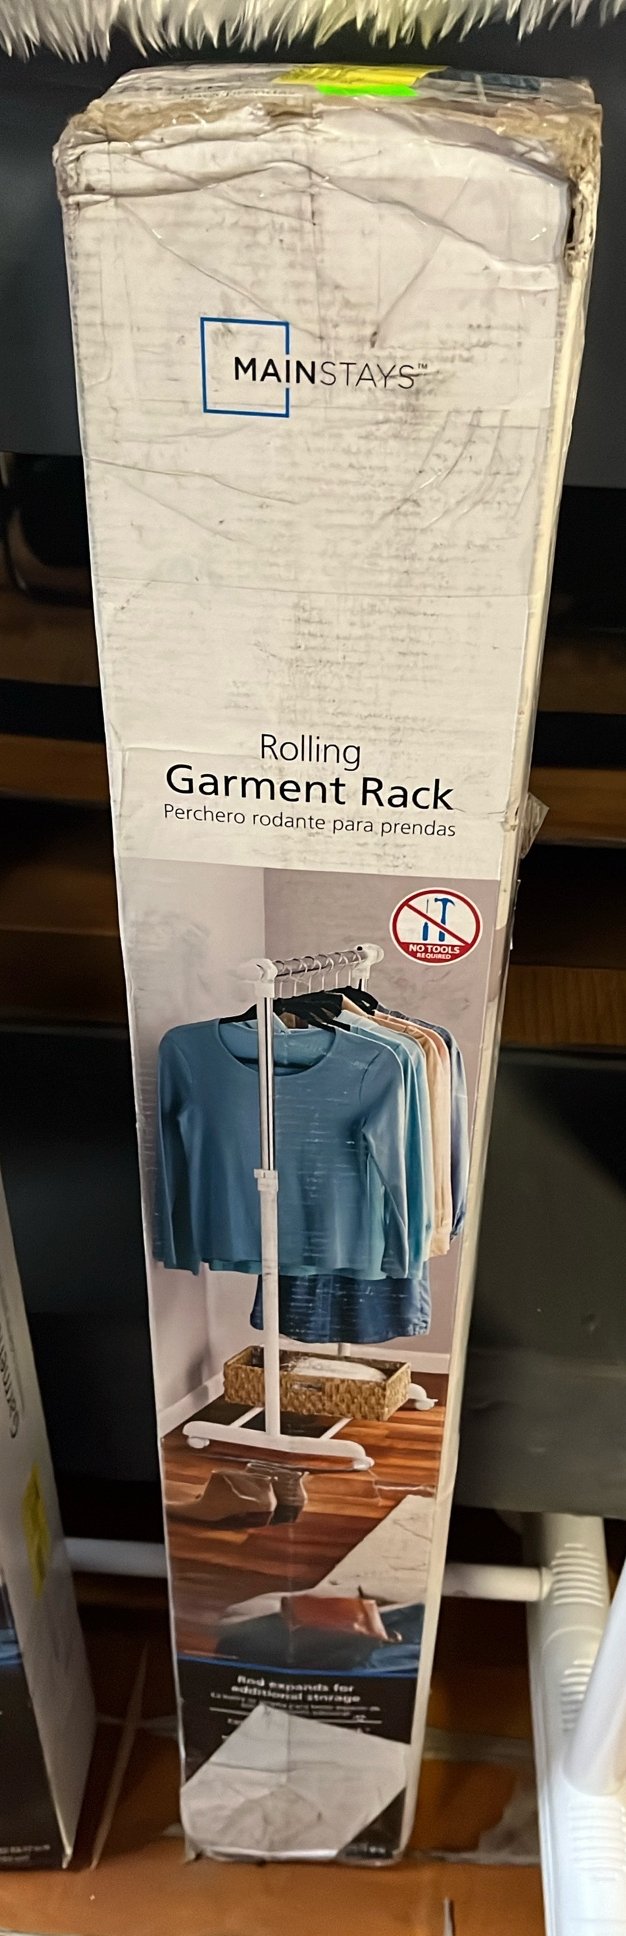 MAINSTAYS™
Rolling
Garment Rack
Perchero rodante para prendas
NO TOOLS
REQUIRED
Rod expands for
additional storage